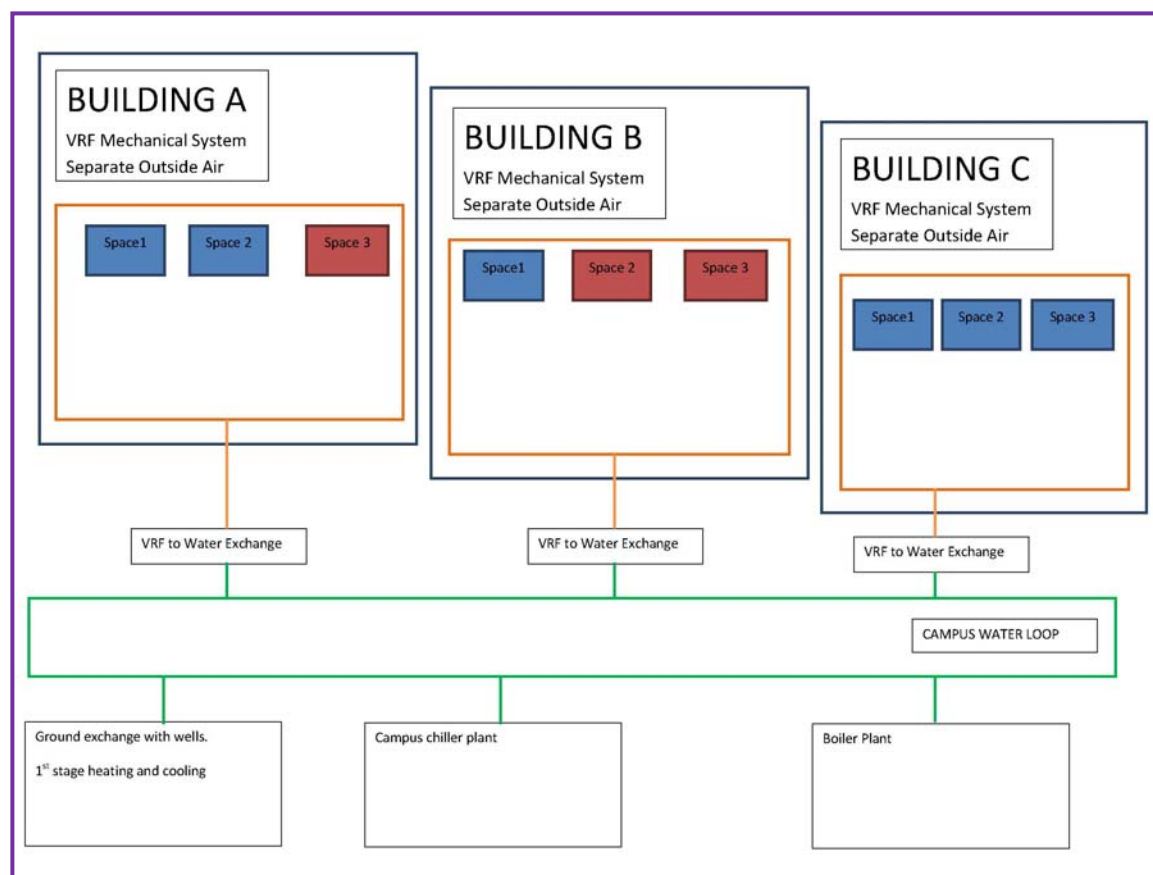 BUILDING A
VRF Mechanical System
Separate Outside Air
Space1
Space 2
Space 3
BUILDING B
VRF Mechanical System
Separate Outside Air
Space1
Space 2
Space 3
BUILDING C
VRF Mechanical System
Separate Outside Air
Space1
Space 2
Space 3
VRF to Water Exchange
VRF to Water Exchange
VRF to Water Exchange
CAMPUS WATER LOOP
Ground exchange with wells.
1st stage heating and cooling
Campus chiller plant
Boiler Plant